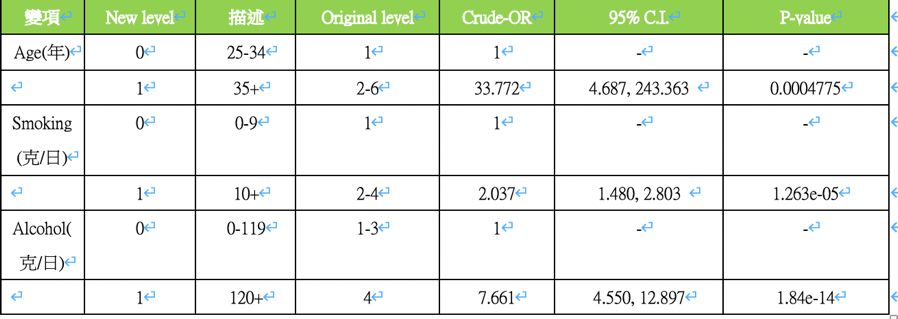 變項 New level 描述 Original level Crude-OR 95% C.I. P-value
Age(年) 0 25-34 1 1 - -
1 35+ 2-6 33.772 4.687, 243.363 0.0004775
Smoking 0 0-9 1 1 - -
(克/日)
1 10+ 2-4 2.037 1.480, 2.803 1.263e-05
Alcohol( 0 0-119 1-3 1 - -
克/日)
1 120+ 4 7.661 4.550, 12.897 1.84e-14